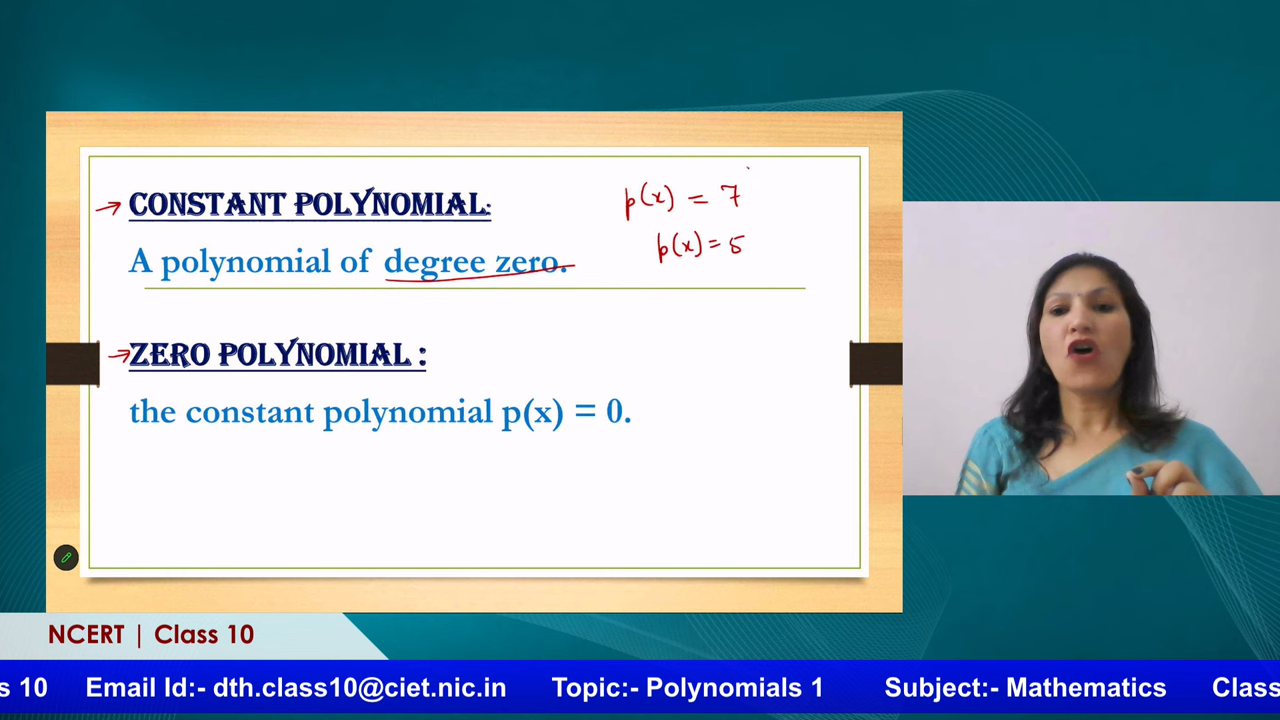 CONSTANT POLYNOMIAL:
p(x) = 7
A polynomial of degree zero.
p(x) = 5
ZERO POLYNOMIAL :
the constant polynomial p(x) = 0.
NCERT | Class 10
s 10 Email Id:- dth.class10@ciet.nic.in Topic:- Polynomials 1 Subject:- Mathematics Class